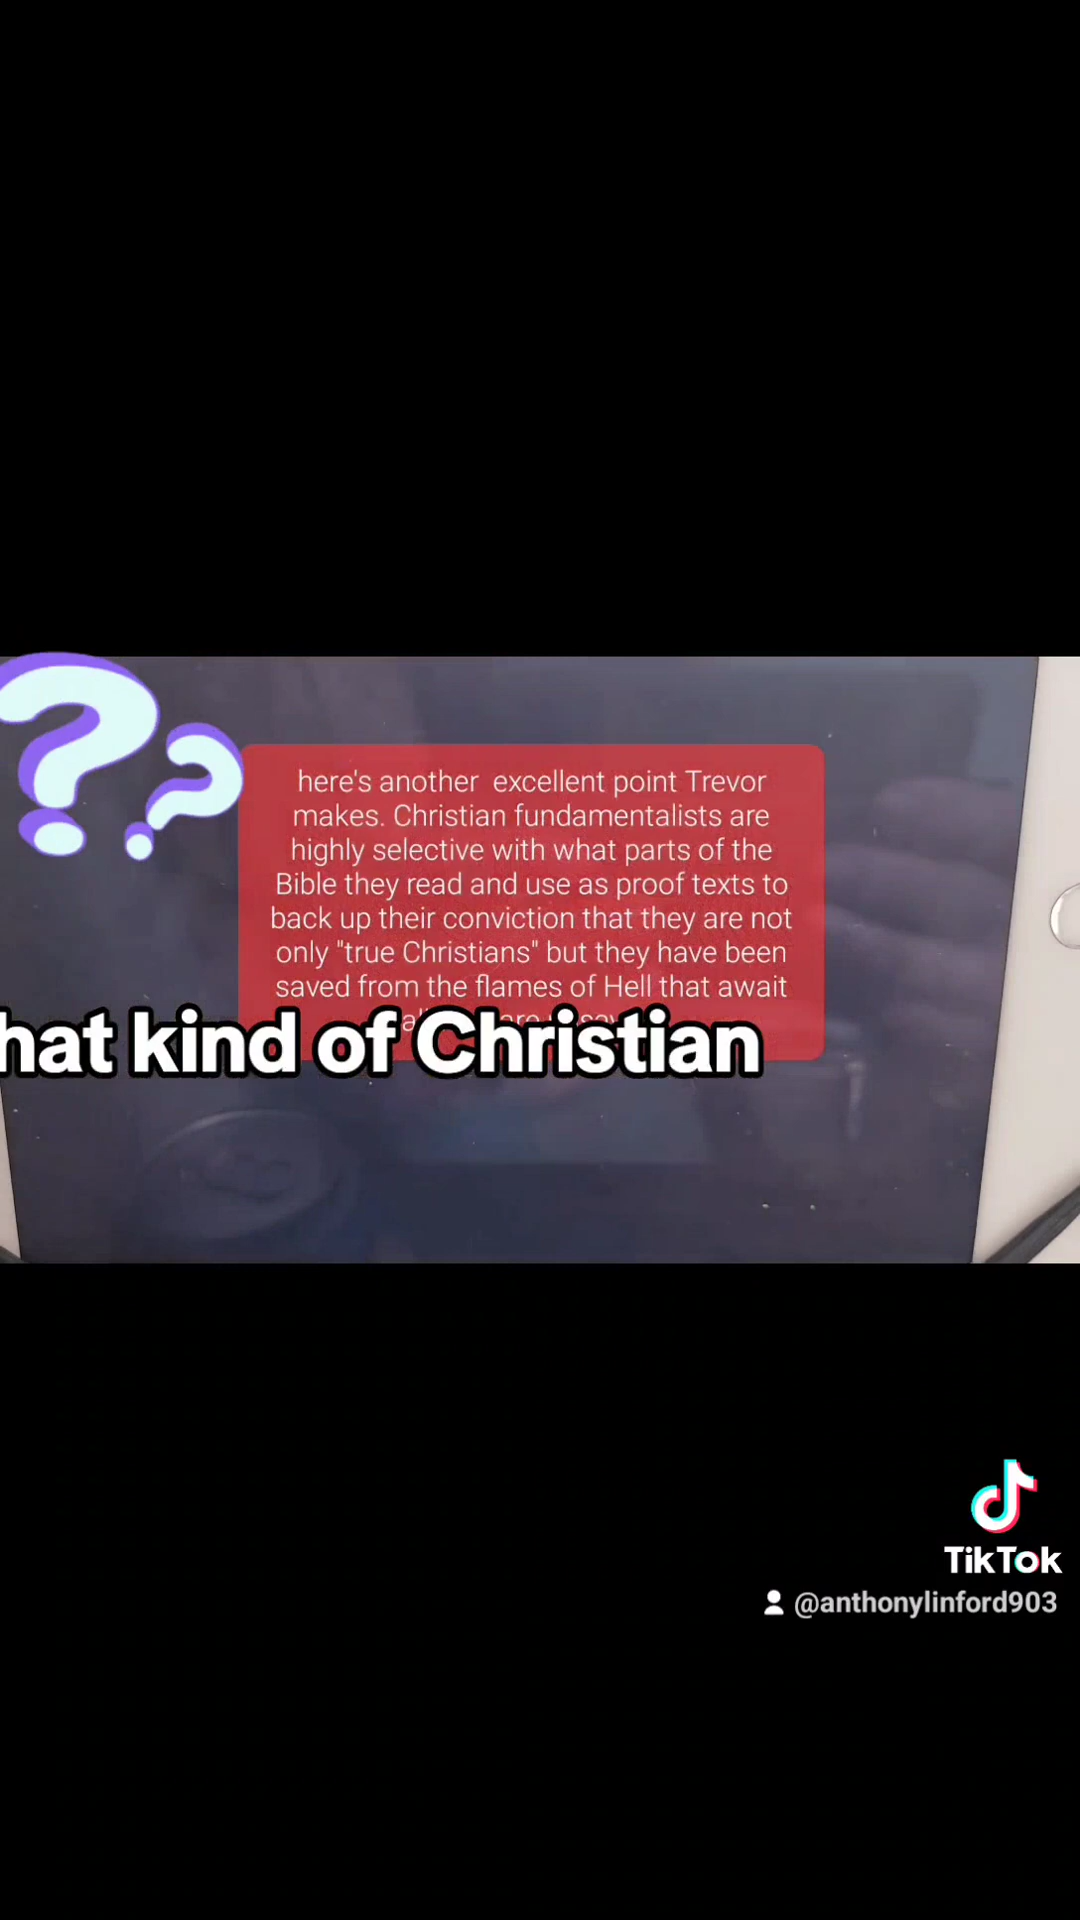 here's another excellent point Trevor
makes. Christian fundamentalists are
highly selective with what parts of the
Bible they read and use as proof texts to
back up their conviction that they are not
only "true Christians" but they have been
saved from the flames of Hell that await
hat kind of Christian
TikTok
@anthonylinford903